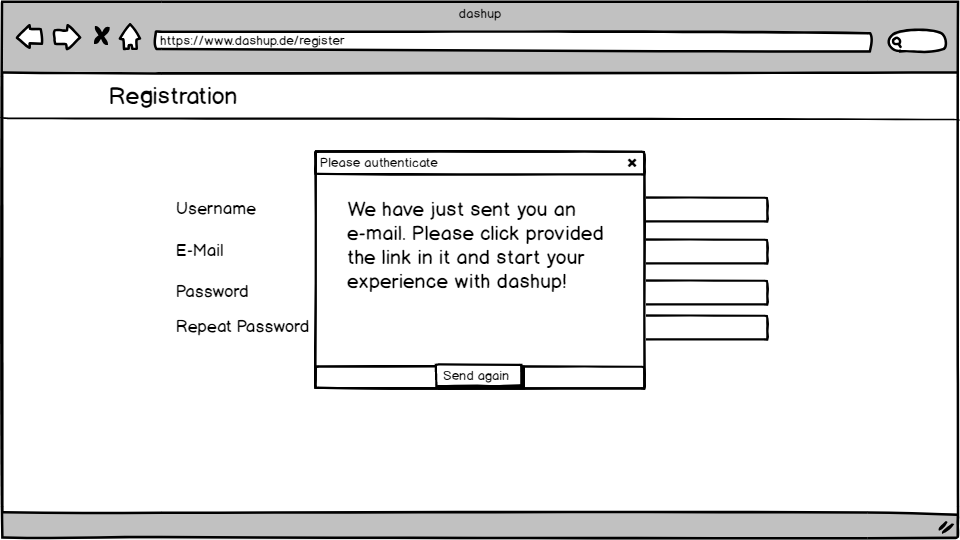 dashup
https://www.dashup.de/register
Registration
Please authenticate
Username
We have just sent you an
e-mail. Please click provided
the link in it and start your
experience with dashup!
E-Mail
Password
Repeat Password
Send again